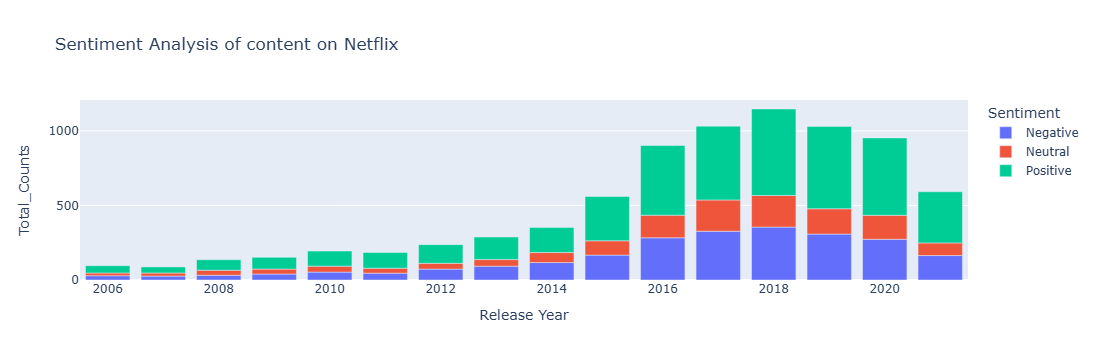 Sentiment Analysis of content on Netflix
Sentiment
Negative
Neutral
Positive
Total_Counts
1000
500
0
2006 2008 2010 2012 2014 2016 2018 2020
Release Year